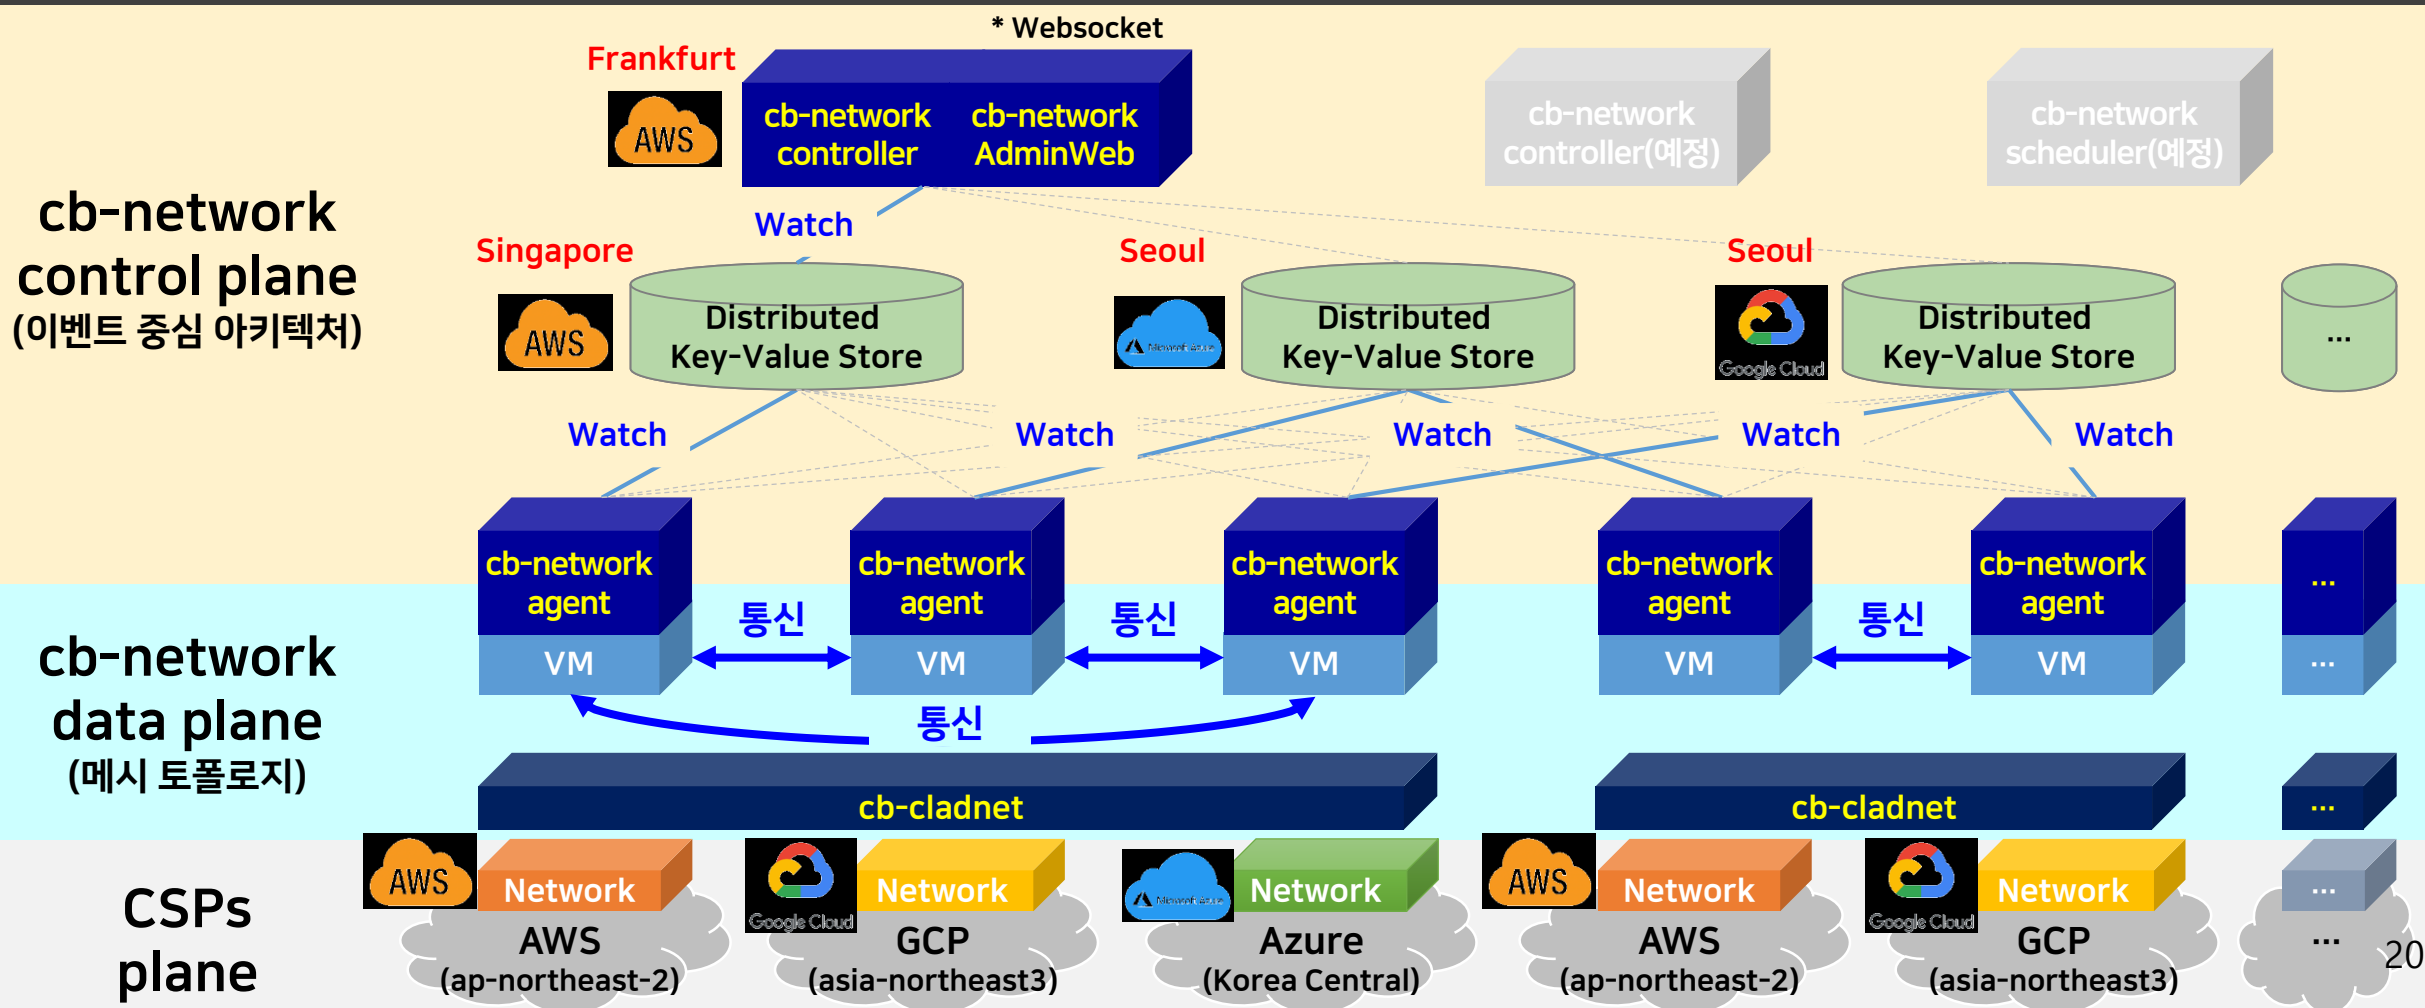 * Websocket
Frankfurt
AWS
cb-network
controller
cb-network
AdminWeb
cb-network
controller(예정)
cb-network
scheduler(예정)
cb-network
control plane
(이벤트 중심 아키텍처)
Watch
Singapore
AWS
Distributed
Key-Value Store
Seoul
Microsoft Azure
Distributed
Key-Value Store
Seoul
Google Cloud
Distributed
Key-Value Store
...
Watch
Watch
Watch
Watch
Watch
cb-network
agent
VM
cb-network
agent
VM
cb-network
agent
VM
cb-network
agent
VM
cb-network
agent
VM
...
...
통신
통신
통신
통신
cb-network
data plane
(메시 토폴로지)
cb-cladnet
cb-cladnet
...
CSPs
plane
AWS
Network
AWS
(ap-northeast-2)
Google Cloud
Network
GCP
(asia-northeast3)
Microsoft Azure
Network
Azure
(Korea Central)
AWS
Network
AWS
(ap-northeast-2)
Google Cloud
Network
GCP
(asia-northeast3)
...
...
20